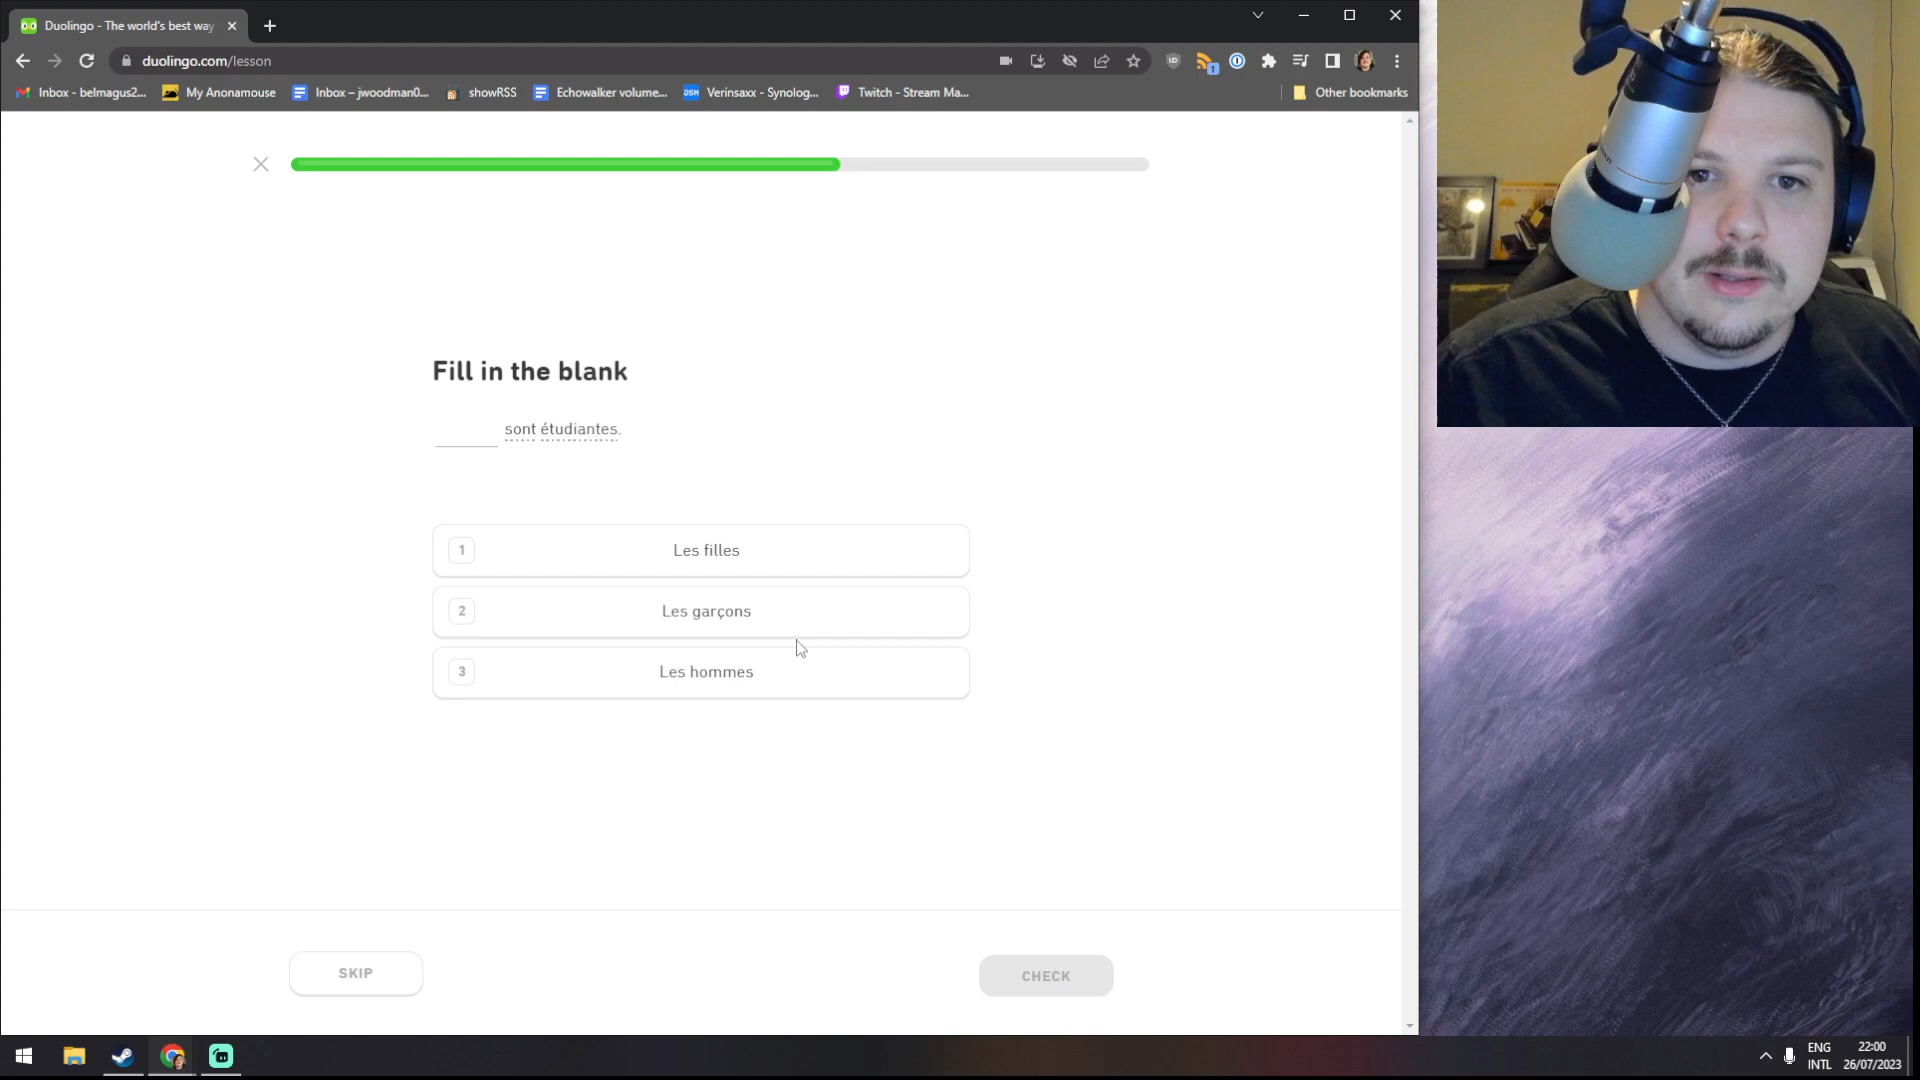 Duolingo - The world's best way
duolingo.com/lesson
1
Inbox - belmagus2...
My Anonamouse
Inbox – jwoodman0...
showRSS
Echowalker volume...
DSM
Verinsaxx - Synolog...
Twitch - Stream Ma...
Other bookmarks
Fill in the blank
sont étudiantes.
1
Les filles
2
Les garçons
3
Les hommes
SKIP
CHECK
ENG
INTL
22:00
26/07/2023